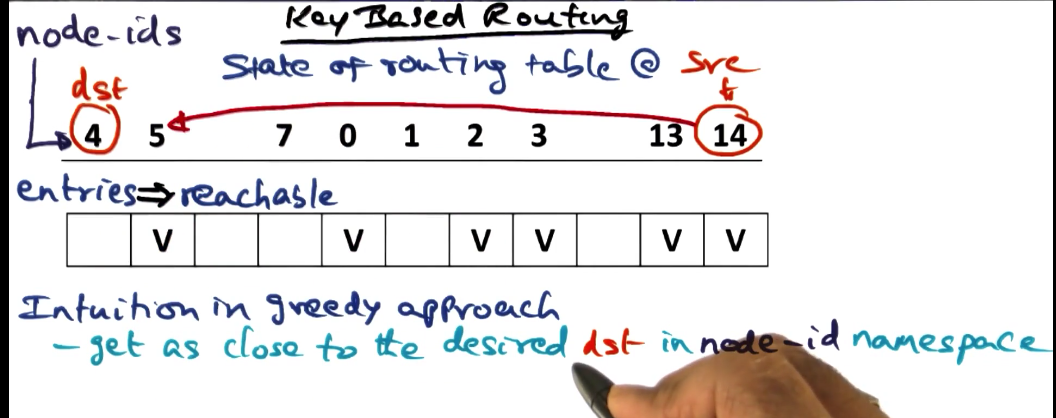 Key Based Routing
node-ids
State of routing table @ src
dst
4 5 7 0 1 2 3 13 14
entries ⇒ reachable
V V V V V V
Intuition in greedy approach
- get as close to the desired dst in node-id namespace